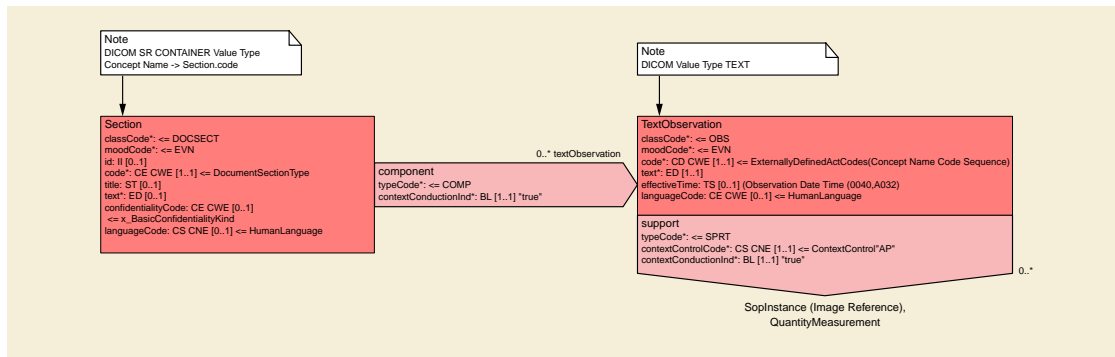 Note
DICOM SR CONTAINER Value Type
Concept Name -> Section.code
Note
DICOM Value Type TEXT
Section
classCode*: <= DOCSECT
moodCode*: <= EVN
id: II [0..1]
code*: CE CWE [1..1] <= DocumentSectionType
title: ST [0..1]
text*: ED [0..1]
confidentialityCode: CE CWE [0..1]
<= x_BasicConfidentialityKind
languageCode: CS CNE [0..1] <= HumanLanguage
0..* textObservation
component
typeCode*: <= COMP
contextConductionInd*: BL [1..1] "true"
TextObservation
classCode*: <= OBS
moodCode*: <= EVN
code*: CD CWE [1..1] <= ExternallyDefinedActCodes(Concept Name Code Sequence)
text*: ED [1..1]
effectiveTime: TS [0..1] (Observation Date Time (0040,A032)
languageCode: CE CWE [0..1] <= HumanLanguage
support
typeCode*: <= SPRT
contextControlCode*: CS CNE [1..1] <= ContextControl"AP"
contextConductionInd*: BL [1..1] "true"
0..*
SopInstance (Image Reference),
QuantityMeasurement